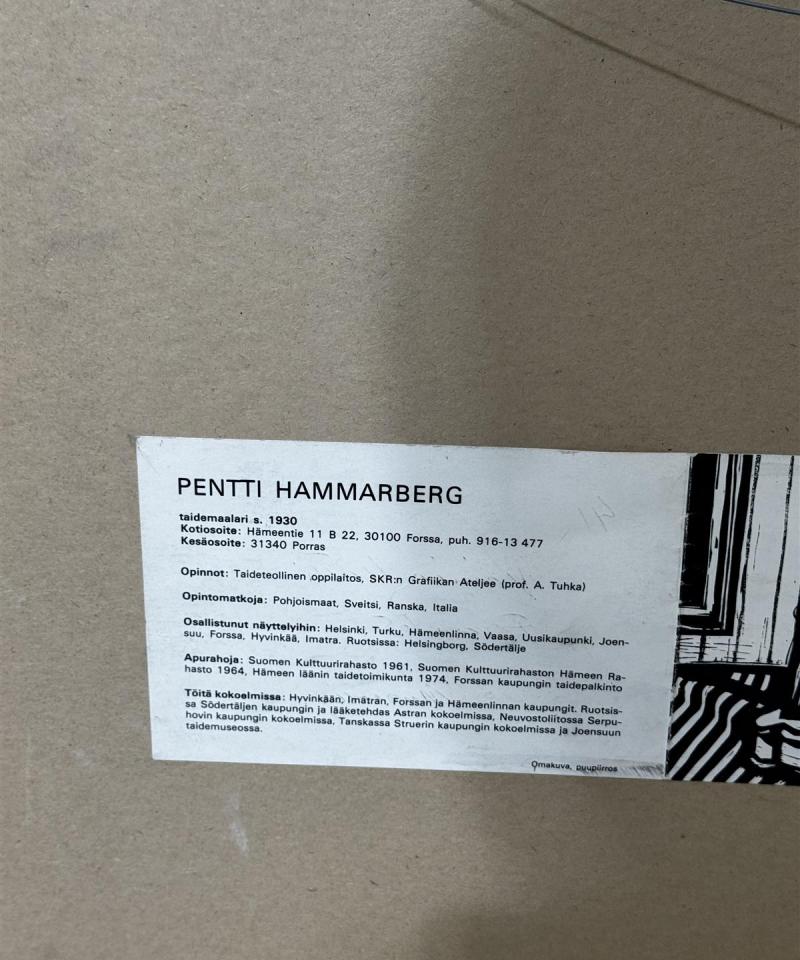 PENTTI HAMMARBERG
taidemaalari s. 1930
Kotiosoite: Hämeentie 11 B 22, 30100 Forssa, puh. 916-13 477
Kesäosoite: 31340 Porras
Opinnot: Taideteollinen oppilaitos, SKR:n Grafiikan Ateljee (prof. A. Tuhka)
Opintomatkoja: Pohjoismaat, Sveitsi, Ranska, Italia
Osallistunut näyttelyihin: Helsinki, Turku, Hämeenlinna, Vaasa, Uusikaupunki, Joen-
suu, Forssa, Hyvinkää, Imatra. Ruotsissa: Helsingborg, Södertälje
Apurahoja: Suomen Kulttuurirahasto 1961, Suomen Kulttuurirahaston Hämeen Ra-
hasto 1964, Hämeen läänin taidetoimikunta 1974, Forssan kaupungin taidepalkinto
Töitä kokoelmissa: Hyvinkään, Imatran, Forssan ja Hämeenlinnan kaupungit. Ruotsis-
sa Södertäljen kaupungin ja lääketehdas Astran kokoelmissa, Neuvostoliitossa Serpu-
hovin kaupungin kokoelmissa, Tanskassa Struerin kaupungin kokoelmissa ja Joensuun
taidemuseossa.
Omakuva, puupiirros